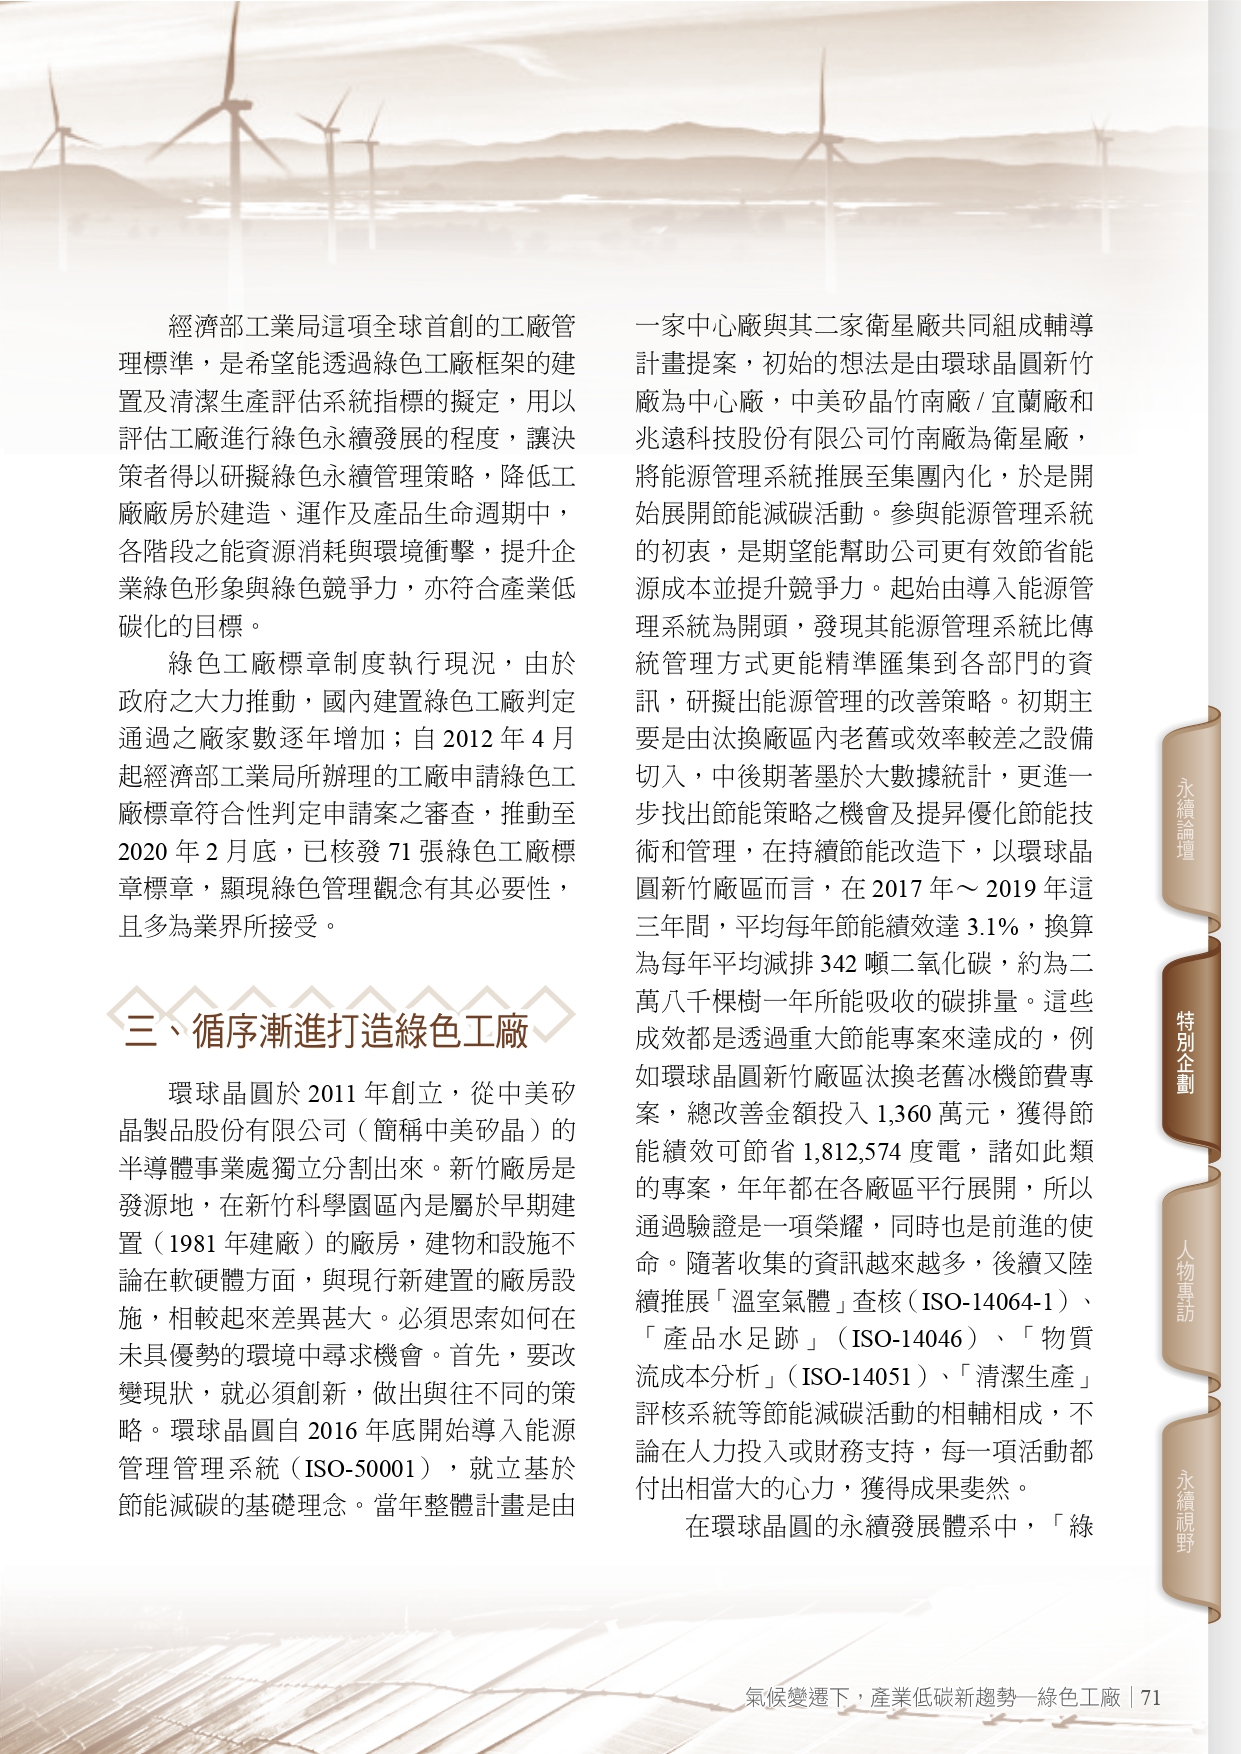 經濟部工業局這項全球首創的工廠管
理標準，是希望能透過綠色工廠框架的建
置及清潔生產評估系統指標的擬定，用以
評估工廠進行綠色永續發展的程度，讓決
策者得以研擬綠色永續管理策略，降低工
廠廠房於建造、運作及產品生命週期中，
各階段之能資源消耗與環境衝擊，提升企
業綠色形象與綠色競爭力，亦符合產業低
碳化的目標。
綠色工廠標章制度執行現況，由於
政府之大力推動，國內建置綠色工廠判定
通過之廠家數逐年增加；自 2012 年 4 月
起經濟部工業局所辦理的工廠申請綠色工
廠標章符合性判定申請案之審查，推動至
2020 年 2 月底，已核發 71 張綠色工廠標
章標章，顯現綠色管理觀念有其必要性，
且多為業界所接受。
三、循序漸進打造綠色工廠
環球晶圓於 2011 年創立，從中美矽
晶製品股份有限公司（簡稱中美矽晶）的
半導體事業處獨立分割出來。新竹廠房是
發源地，在新竹科學園區內是屬於早期建
置（1981 年建廠）的廠房，建物和設施不
論在軟硬體方面，與現行新建置的廠房設
施，相較起來差異甚大。必須思索如何在
未具優勢的環境中尋求機會。首先，要改
變現狀，就必須創新，做出與往不同的策
略。環球晶圓自 2016 年底開始導入能源
管理管理系統（ISO-50001），就立基於
節能減碳的基礎理念。當年整體計畫是由
一家中心廠與其二家衛星廠共同組成輔導
計畫提案，初始的想法是由環球晶圓新竹
廠為中心廠，中美矽晶竹南廠 / 宜蘭廠和
兆遠科技股份有限公司竹南廠為衛星廠，
將能源管理系統推展至集團內化，於是開
始展開節能減碳活動。參與能源管理系統
的初衷，是期望能幫助公司更有效節省能
源成本並提升競爭力。起始由導入能源管
理系統為開頭，發現其能源管理系統比傳
統管理方式更能精準匯集到各部門的資
訊，研擬出能源管理的改善策略。初期主
要是由汰換廠區內老舊或效率較差之設備
切入，中後期著墨於大數據統計，更進一
步找出節能策略之機會及提昇優化節能技
術和管理，在持續節能改造下，以環球晶
圓新竹廠區而言，在 2017 年～ 2019 年這
三年間，平均每年節能績效達 3.1%，換算
為每年平均減排 342 噸二氧化碳，約為二
萬八千棵樹一年所能吸收的碳排量。這些
成效都是透過重大節能專案來達成的，例
如環球晶圓新竹廠區汰換老舊冰機節費專
案，總改善金額投入 1,360 萬元，獲得節
能績效可節省 1,812,574 度電，諸如此類
的專案，年年都在各廠區平行展開，所以
通過驗證是一項榮耀，同時也是前進的使
命。隨著收集的資訊越來越多，後續又陸
續推展「溫室氣體」查核（ISO-14064-1）、
「產品水足跡」（ISO-14046）、「物質
流成本分析」（ISO-14051）、「清潔生產」
評核系統等節能減碳活動的相輔相成，不
論在人力投入或財務支持，每一項活動都
付出相當大的心力，獲得成果斐然。
在環球晶圓的永續發展體系中，「綠
永續論壇
特別企劃
人物專訪
永續視野
氣候變遷下，產業低碳新趨勢─綠色工廠 | 71